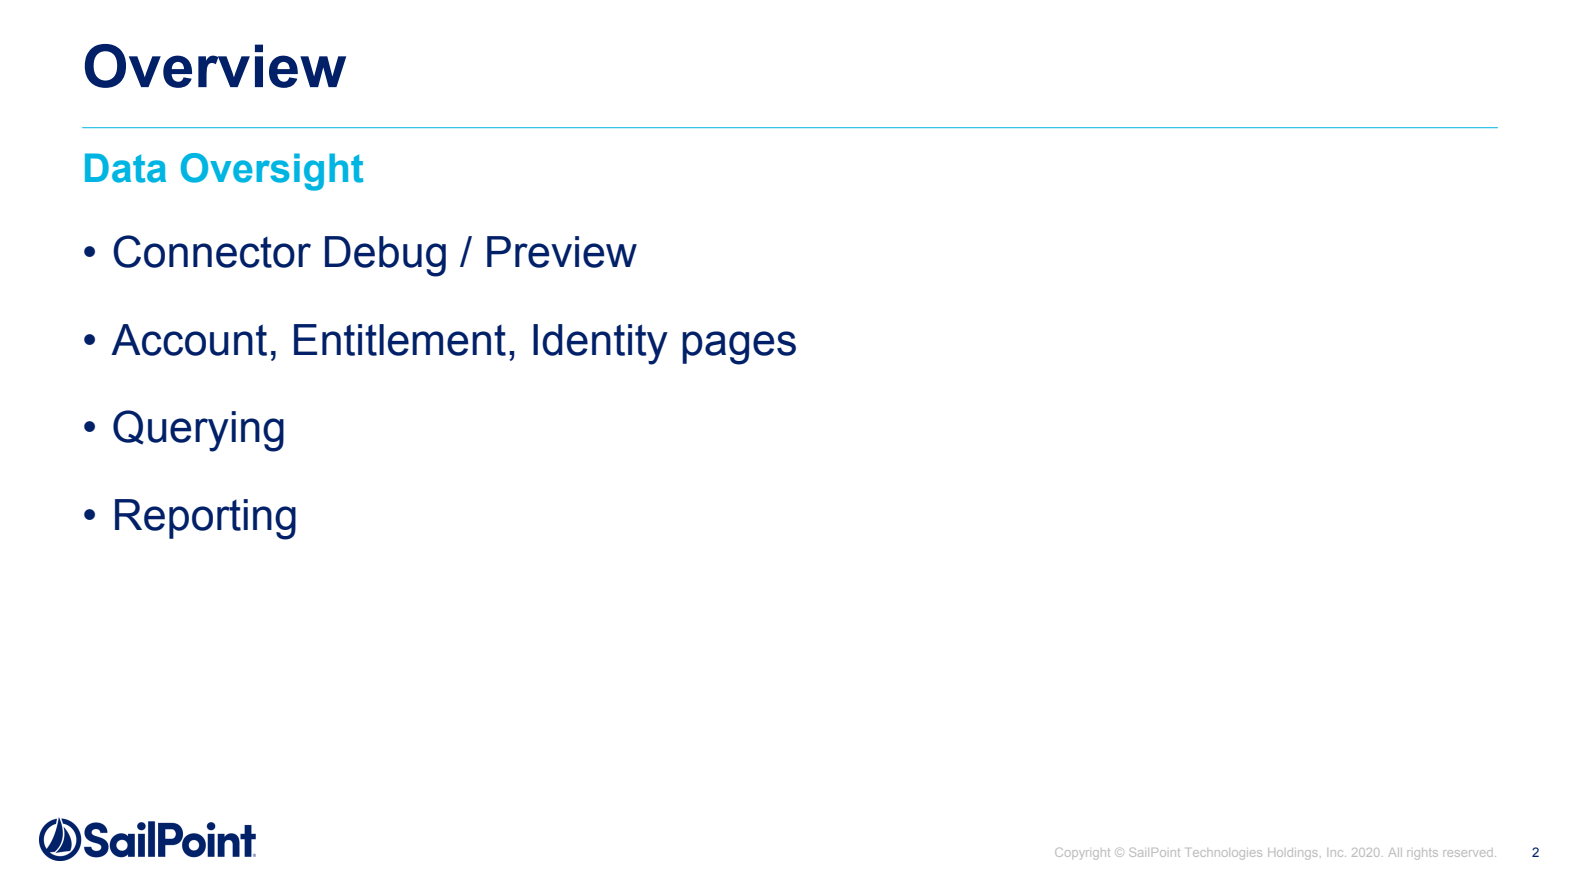 Overview
Data Oversight
• Connector Debug / Preview
• Account, Entitlement, Identity pages
• Querying
• Reporting
SailPoint
Copyright © SailPoint Technologies Holdings, Inc. 2020. All rights reserved. 2